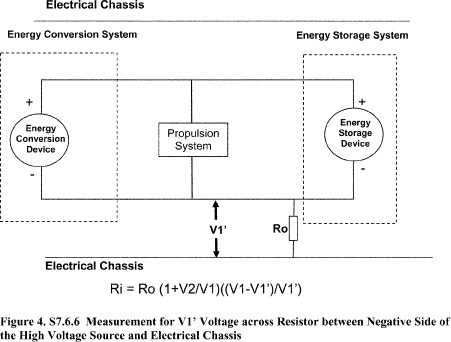 Electrical Chassis
Energy Conversion System
Energy Storage System
+
+
Energy
Conversion
Device
Propulsion
System
Energy
Storage
Device
-
-
V1’
Ro
Electrical Chassis
Ri = Ro (1+V2/V1)((V1-V1’)/V1’)
Figure 4. S7.6.6 Measurement for V1’ Voltage across Resistor between Negative Side of
the High Voltage Source and Electrical Chassis